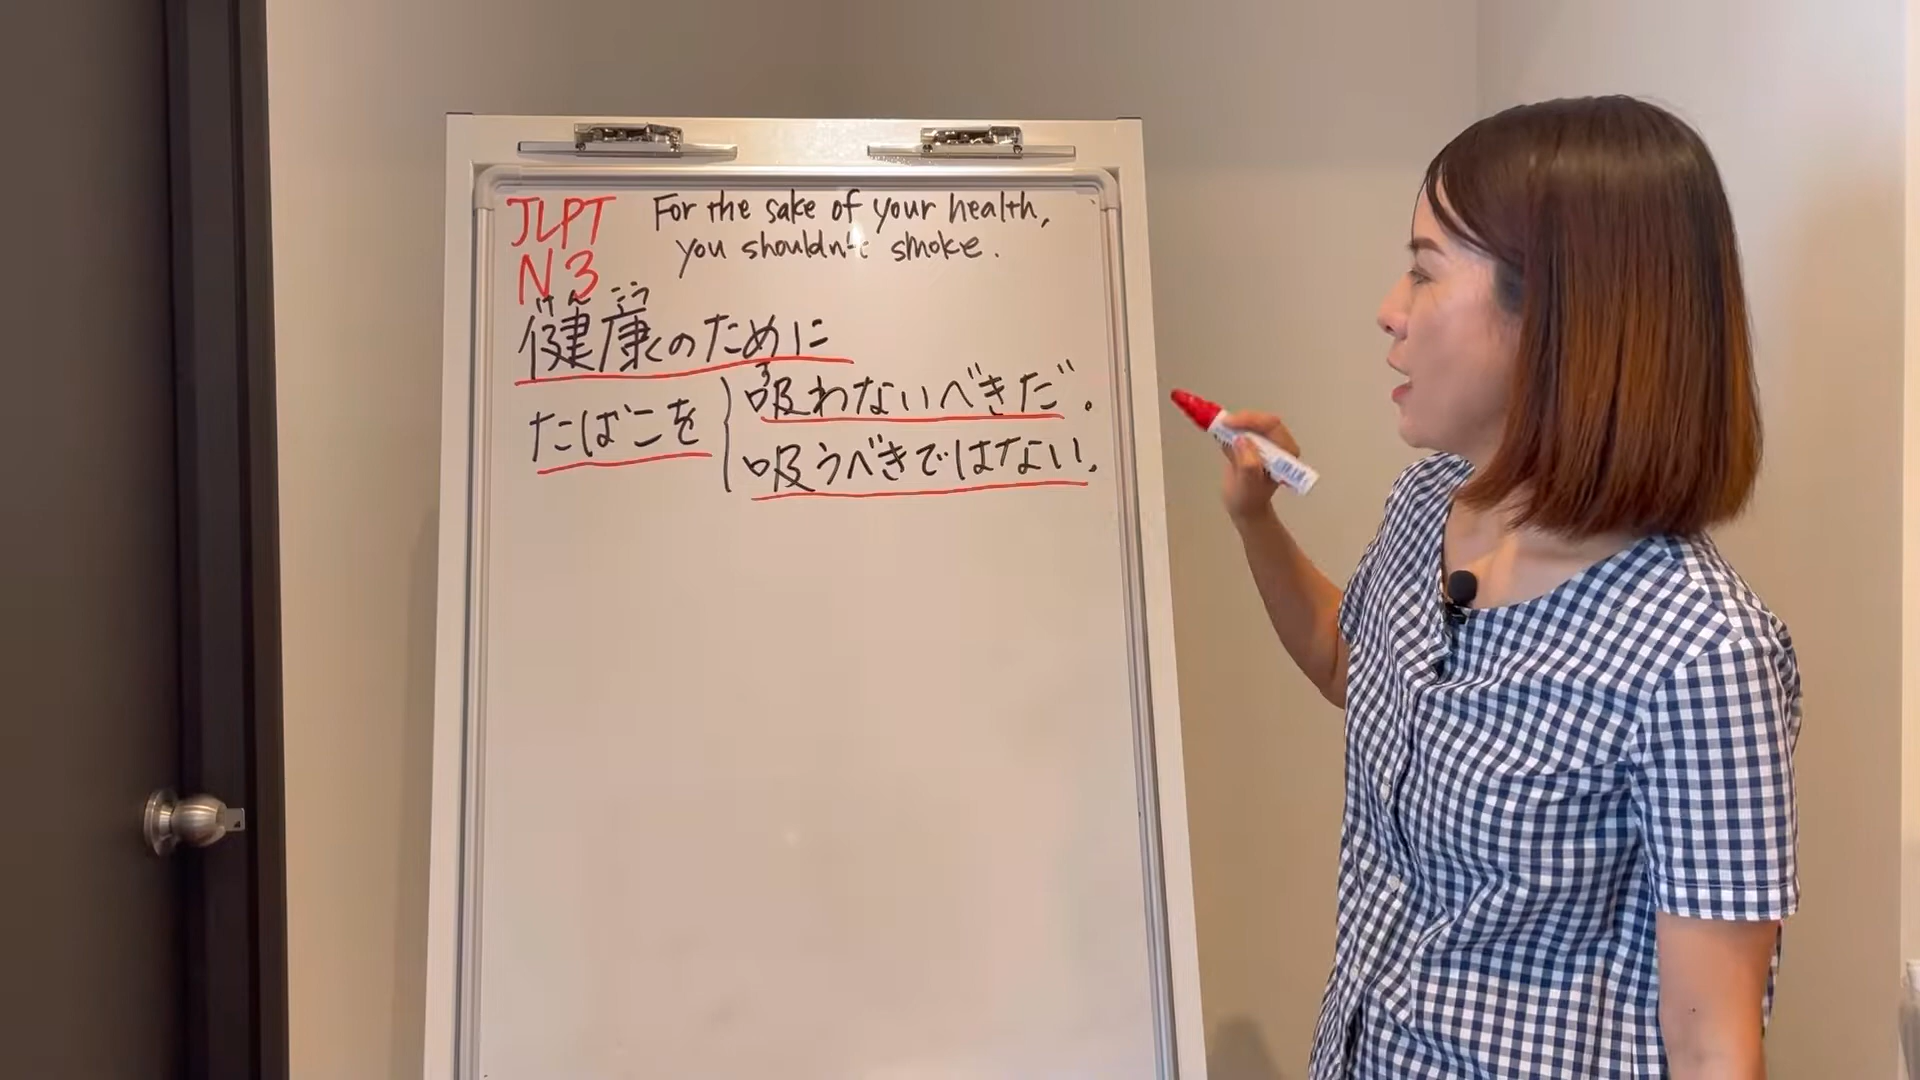 JLPT
N3
For the sake of your health,
you shouldn't smoke.
けん こう
健康のために
たばこを
す
吸わないべきだ.
吸うべきではない.